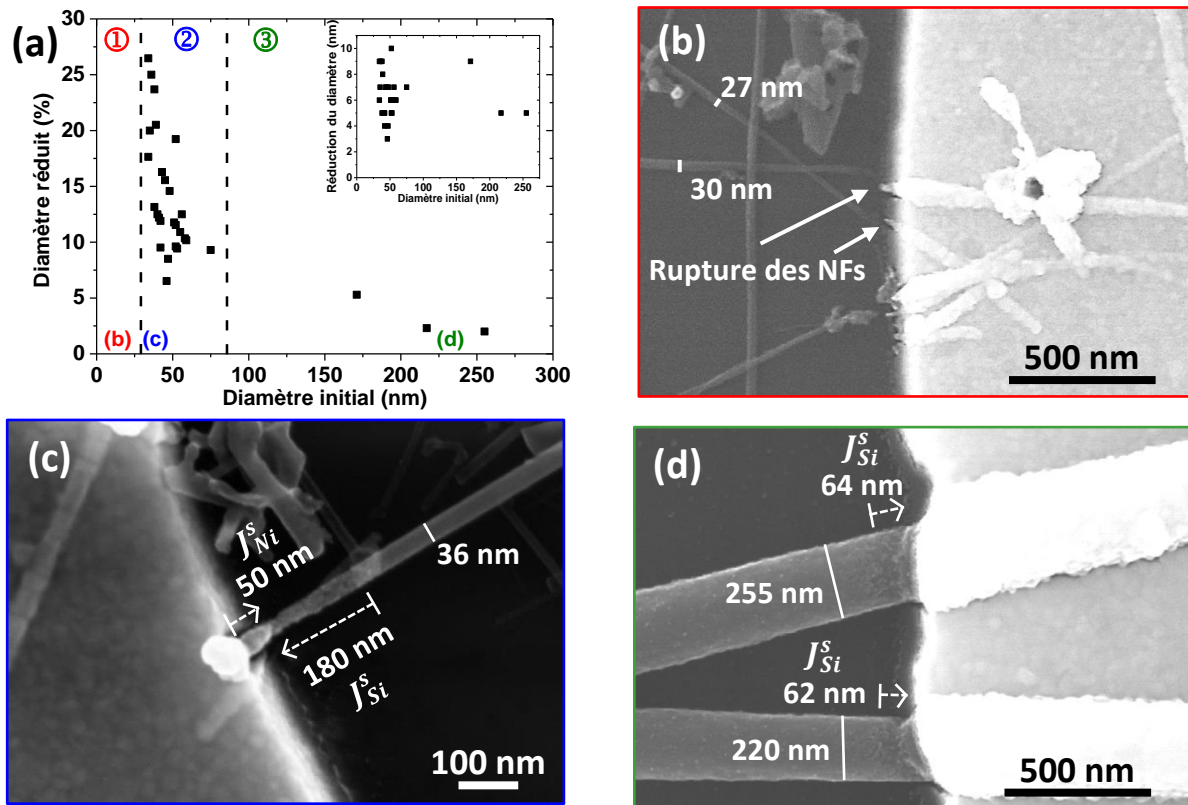 (a)
① ② ③
30
25
20
15
10
5
0
Diamètre réduit (%)
(b) (c) (d)
0 50 100 150 200 250 300
Diamètre initial (nm)
10
8
6
4
2
0
Réduction du diamètre (nm)
0 50 100 150 200 250
Diamètre initial (nm)
(b)
27 nm
30 nm
Rupture des NFs
500 nm
(c)
J^s_Ni
50 nm
36 nm
180 nm
J^s_Si
100 nm
(d)
J^s_Si
64 nm
255 nm
J^s_Si
62 nm
220 nm
500 nm